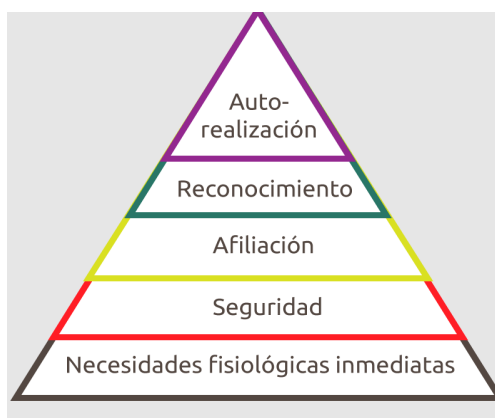 Auto-
realización
Reconocimiento
Afiliación
Seguridad
Necesidades fisiológicas inmediatas